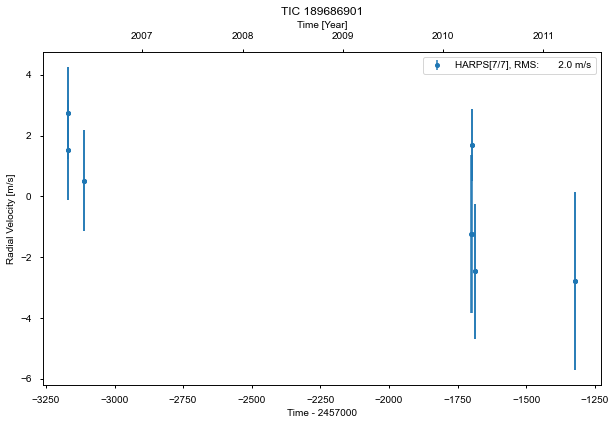 TIC 189686901
Time [Year]
2007 2008 2009 2010 2011
HARPS[7/7], RMS: 2.0 m/s
Radial Velocity [m/s]
4
2
0
−2
−4
−6
−3250 −3000 −2750 −2500 −2250 −2000 −1750 −1500 −1250
Time - 2457000